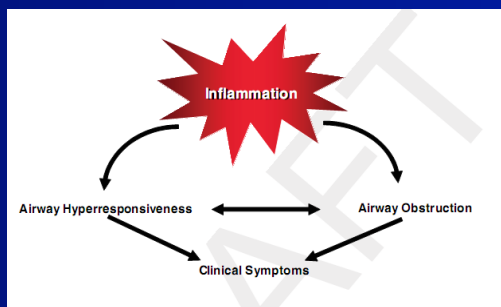 Inflammation
Airway Hyperresponsiveness
Airway Obstruction
Clinical Symptoms